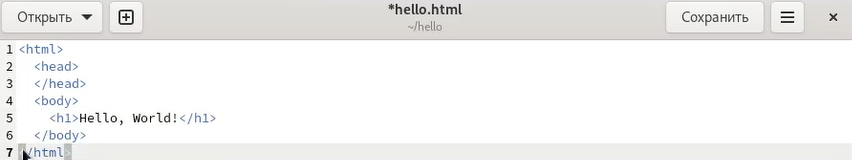 Открыть
*hello.html
~/hello
Сохранить
1 <html>
2 <head>
3 </head>
4 <body>
5 <h1>Hello, World!</h1>
6 </body>
7 </html>